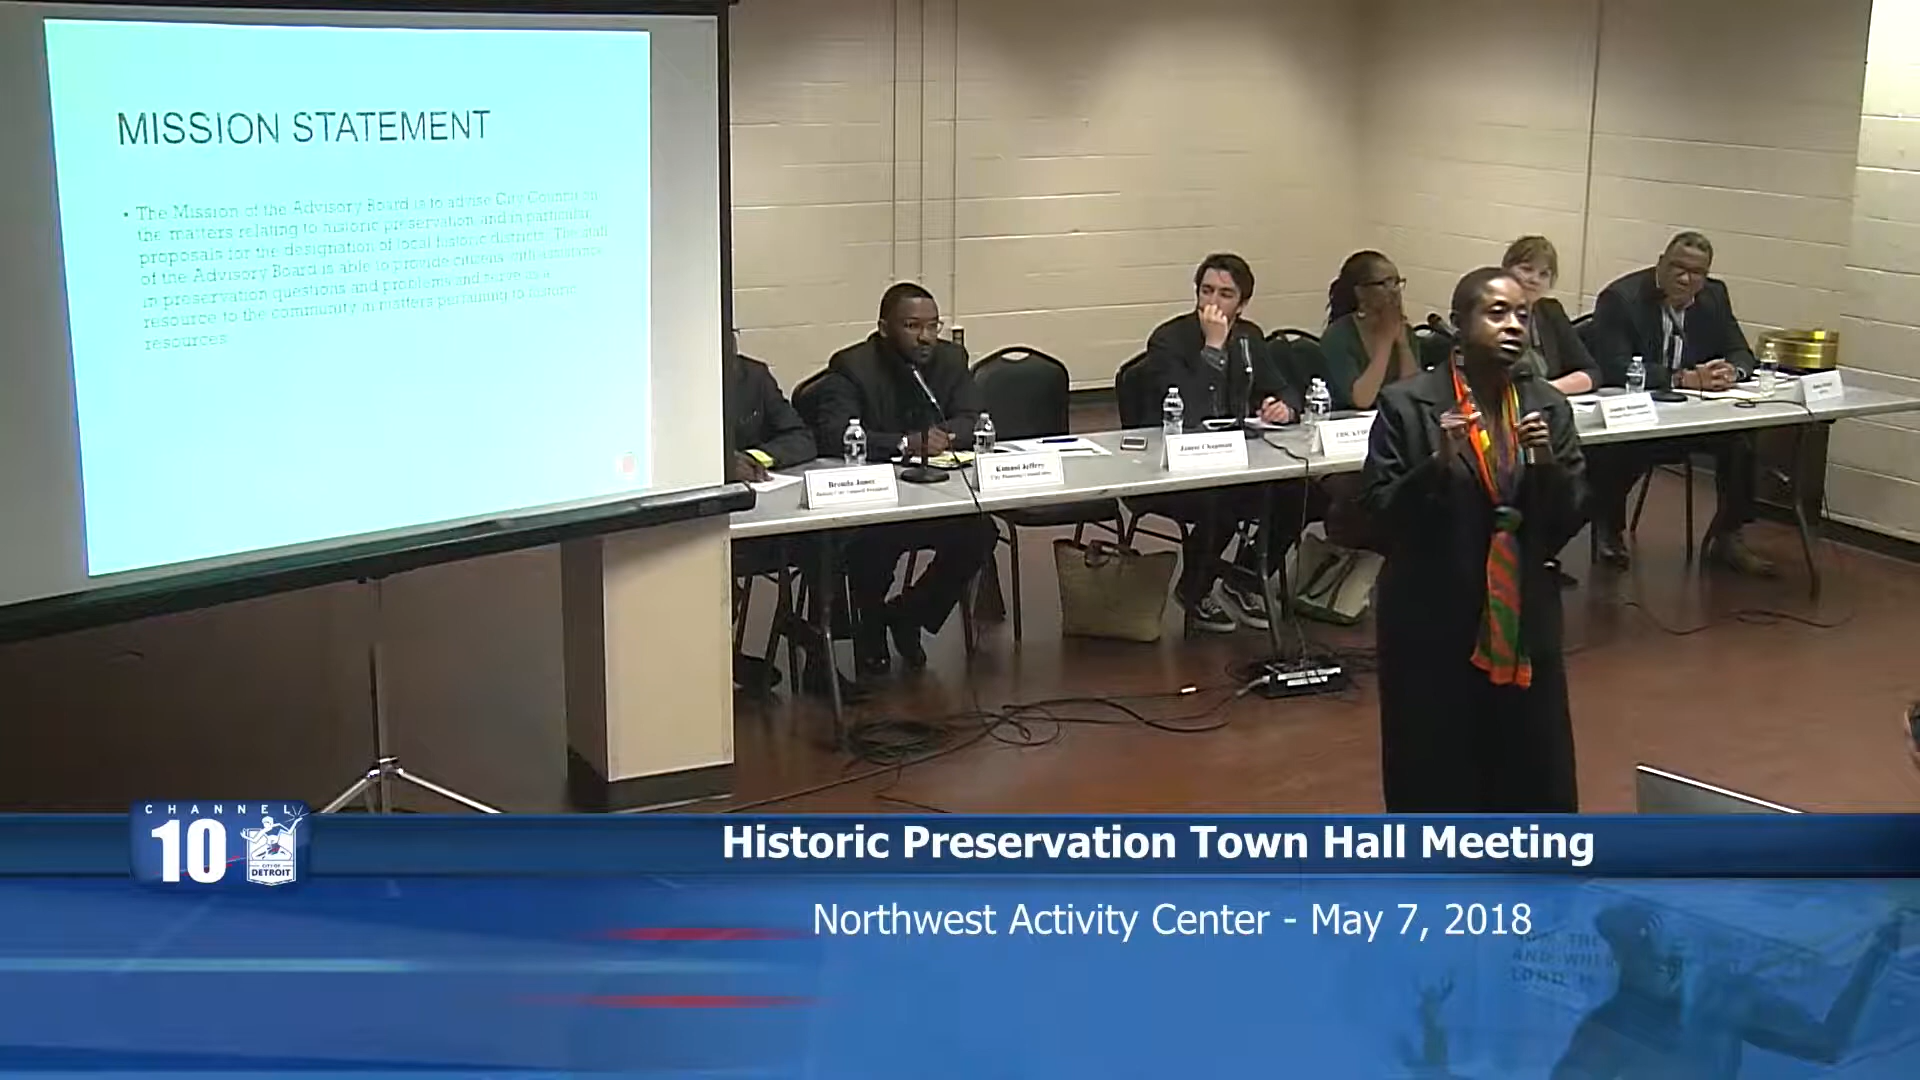 MISSION STATEMENT
• The Mission of the Advisory Board is to advise City Council on
the matters relating to historic preservation and in particular
proposals for the designation of local historic districts. The staff
of the Advisory Board is able to provide citizens with assistance
in preservation questions and problems and serve as a
resource to the community in matters pertaining to historic
resources.
Brenda Jones
Kimani Jeffrey
Janese Chapman
CHANNEL
10
CITY OF
DETROIT
Historic Preservation Town Hall Meeting
Northwest Activity Center - May 7, 2018
AND WHERE
LORD IS